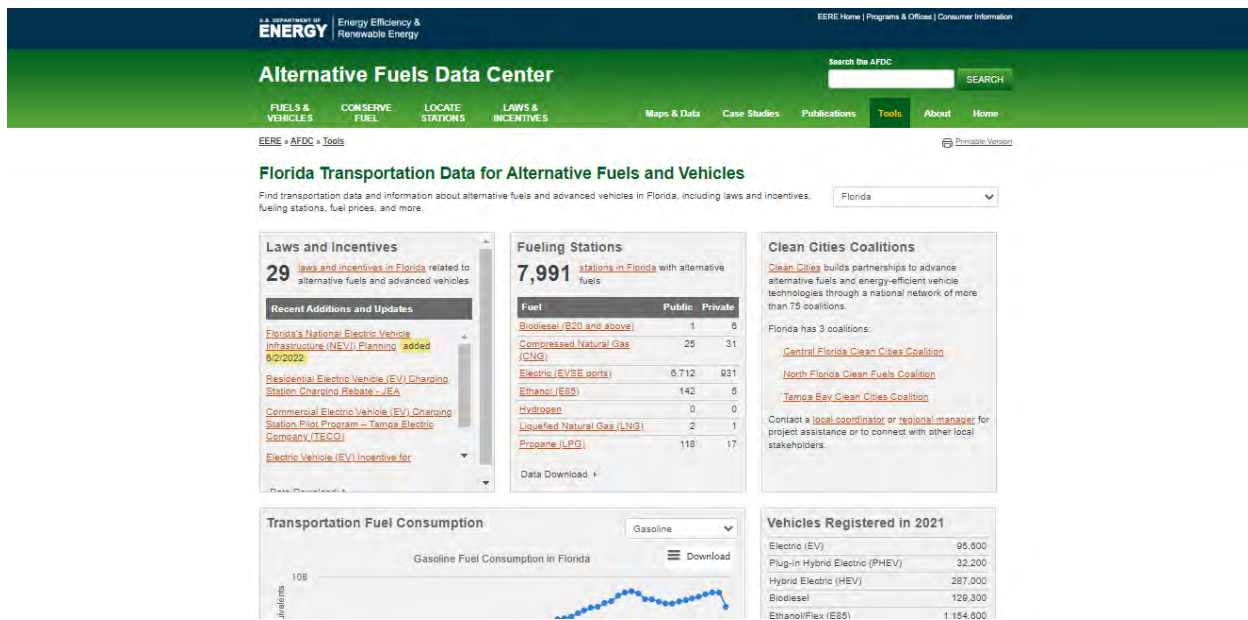 U.S. DEPARTMENT OF
ENERGY
Energy Efficiency &
Renewable Energy
EERE Home | Programs & Offices | Consumer Information
Alternative Fuels Data Center
Search the AFDC
SEARCH
FUELS & VEHICLES
CONSERVE FUEL
LOCATE STATIONS
LAWS & INCENTIVES
Maps & Data
Case Studies
Publications
Tools
About
Home
EERE » AFDC » Tools
Printable Version
Florida Transportation Data for Alternative Fuels and Vehicles
Find transportation data and information about alternative fuels and advanced vehicles in Florida, including laws and incentives,
fueling stations, fuel prices, and more.
Florida
Laws and Incentives
29 laws and incentives in Florida related to
alternative fuels and advanced vehicles
Recent Additions and Updates
Florida's National Electric Vehicle
Infrastructure (NEVI) Planning added
6/2/2022
Residential Electric Vehicle (EV) Charging
Station Charging Rebate - JEA
Commercial Electric Vehicle (EV) Charging
Station Pilot Program – Tampa Electric
Company (TECO)
Electric Vehicle (EV) Incentive for
Data Download
Fueling Stations
7,991 stations in Florida with alternative
fuels
Fuel Public Private
Biodiesel (B20 and above) 1 6
Compressed Natural Gas
(CNG) 25 31
Electric (EVSE ports) 6,712 931
Ethanol (E85) 142 5
Hydrogen 0 0
Liquefied Natural Gas (LNG) 2 1
Propane (LPG) 118 17
Data Download
Clean Cities Coalitions
Clean Cities builds partnerships to advance
alternative fuels and energy-efficient vehicle
technologies through a national network of more
than 75 coalitions.
Florida has 3 coalitions:
Central Florida Clean Cities Coalition
North Florida Clean Fuels Coalition
Tampa Bay Clean Cities Coalition
Contact a local coordinator or regional manager for
project assistance or to connect with other local
stakeholders.
Transportation Fuel Consumption
Gasoline
Gasoline Fuel Consumption in Florida
Download
10B
Vehicles Registered in 2021
Electric (EV) 95,600
Plug-in Hybrid Electric (PHEV) 32,200
Hybrid Electric (HEV) 287,000
Biodiesel 129,300
Ethanol/Flex (E85) 1,154,600